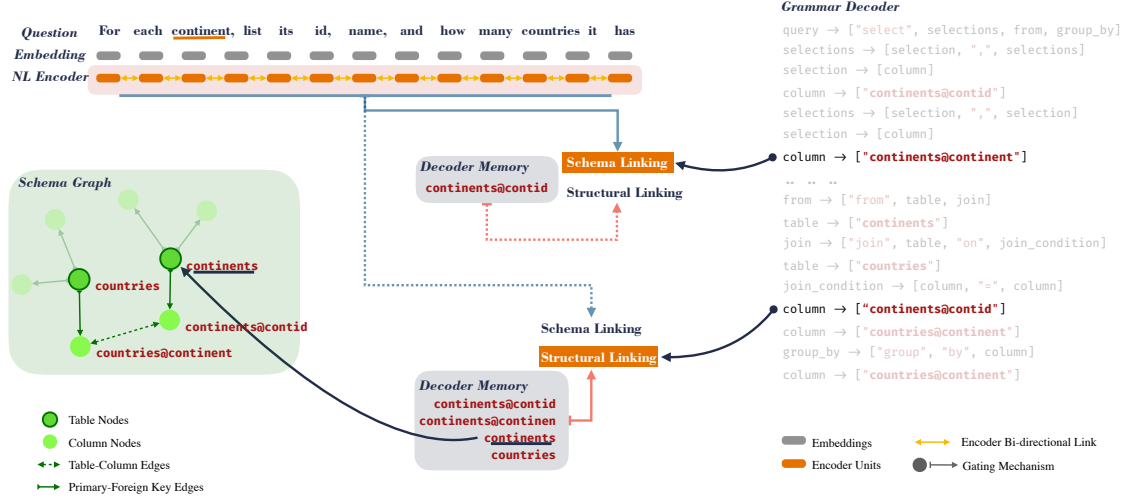 Question For each continent, list its id, name, and how many countries it has
Embedding
NL Encoder
Grammar Decoder
query → ["select", selections, from, group_by]
selections → [selection, ",", selections]
selection → [column]
column → ["continents@contid"]
selections → [selection, ",", selection]
selection → [column]
column → ["continents@continent"]
.. .. ..
from → ["from", table, join]
table → ["continents"]
join → ["join", table, "on", join_condition]
table → ["countries"]
join_condition → [column, "=", column]
column → [“continents@contid"]
column → ["countries@continent"]
group_by → ["group", "by", column]
column → ["countries@continent"]
Schema Linking
Decoder Memory
continents@contid
Structural Linking
Schema Graph
continents
countries
continents@contid
countries@continent
Schema Linking
Structural Linking
Decoder Memory
continents@contid
continents@continen
continents
countries
Table Nodes
Column Nodes
Table-Column Edges
Primary-Foreign Key Edges
Embeddings
Encoder Bi-directional Link
Encoder Units
Gating Mechanism